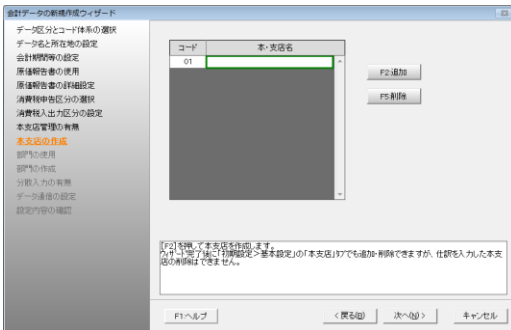 会計データの新規作成ウィザード
データ区分とコード体系の選択
データ名と所在地の設定
会計期間等の設定
原価報告書の使用
原価報告書の詳細設定
消費税申告区分の選択
消費税入出力区分の設定
本支店管理の有無
本支店の作成
部門の使用
部門の作成
分散入力の有無
データ通信の設定
設定内容の確認
コード 本・支店名
01
F2:追加
F5:削除
[F2]を押して本支店を作成します。
ウィザード完了後に「初期設定>基本設定」の「本支店」タブでも追加・削除できますが、仕訳を入力した本支
店の削除はできません。
F1:ヘルプ
<戻る(B) 次へ(N)> キャンセル